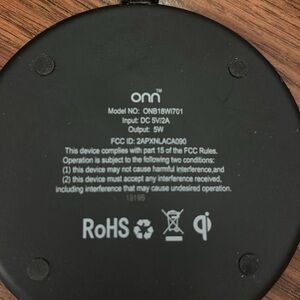 onn™
Model NO: ONB18WI701
Input: DC 5V/2A
Output: 5W
FCC ID: 2APXNLACA090
This device complies with part 15 of the FCC Rules.
Operation is subject to the following two conditions:
(1) this device may not cause harmful interference,and
(2) this device must accept any interference received,
including interference that may cause undesired operation.
RoHS